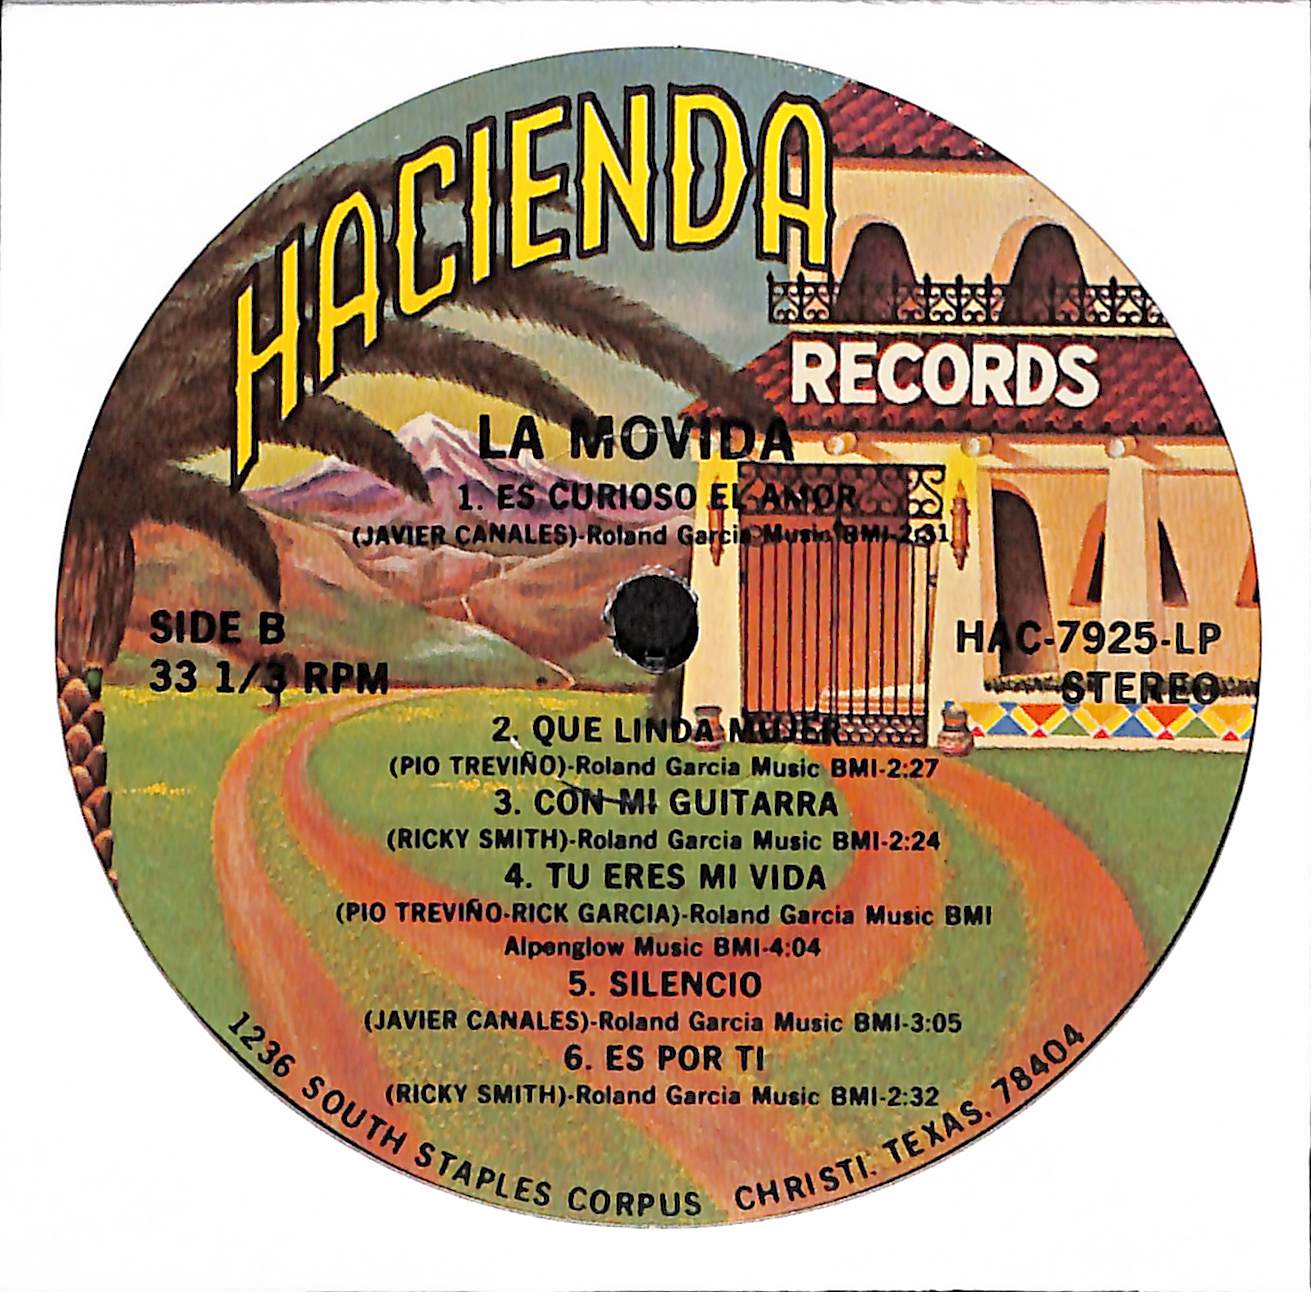 HACIENDA
RECORDS
LA MOVIDA
1. ES CURIOSO EL AMOR
(JAVIER CANALES)-Roland Garcia Music BMI-2:31
SIDE B
33 1/3 RPM
HAC-7925-LP
STEREO
2. QUE LINDA MUJER
(PIO TREVIÑO)-Roland Garcia Music BMI-2:27
3. CON MI GUITARRA
(RICKY SMITH)-Roland Garcia Music BMI-2:24
4. TU ERES MI VIDA
(PIO TREVIÑO-RICK GARCIA)-Roland Garcia Music BMI
Alpenglow Music BMI-4:04
5. SILENCIO
(JAVIER CANALES)-Roland Garcia Music BMI-3:05
6. ES POR TI
(RICKY SMITH)-Roland Garcia Music BMI-2:32
1236 SOUTH STAPLES CORPUS CHRISTI. TEXAS. 78404